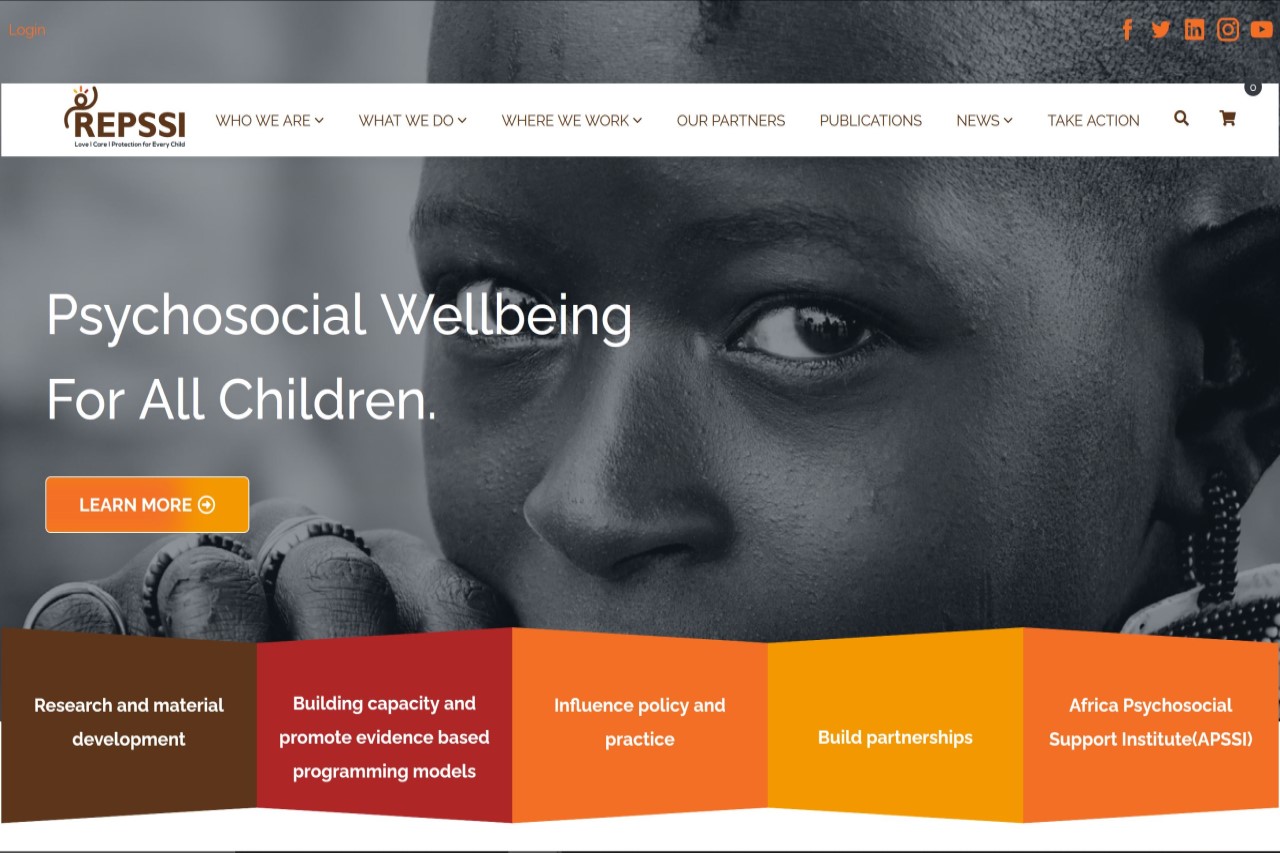 Login
0
REPSSI
Love | Care | Protection for Every Child
WHO WE ARE
WHAT WE DO
WHERE WE WORK
OUR PARTNERS
PUBLICATIONS
NEWS
TAKE ACTION
Psychosocial Wellbeing
For All Children.
LEARN MORE
Research and material
development
Building capacity and
promote evidence based
programming models
Influence policy and
practice
Build partnerships
Africa Psychosocial
Support Institute(APSSI)